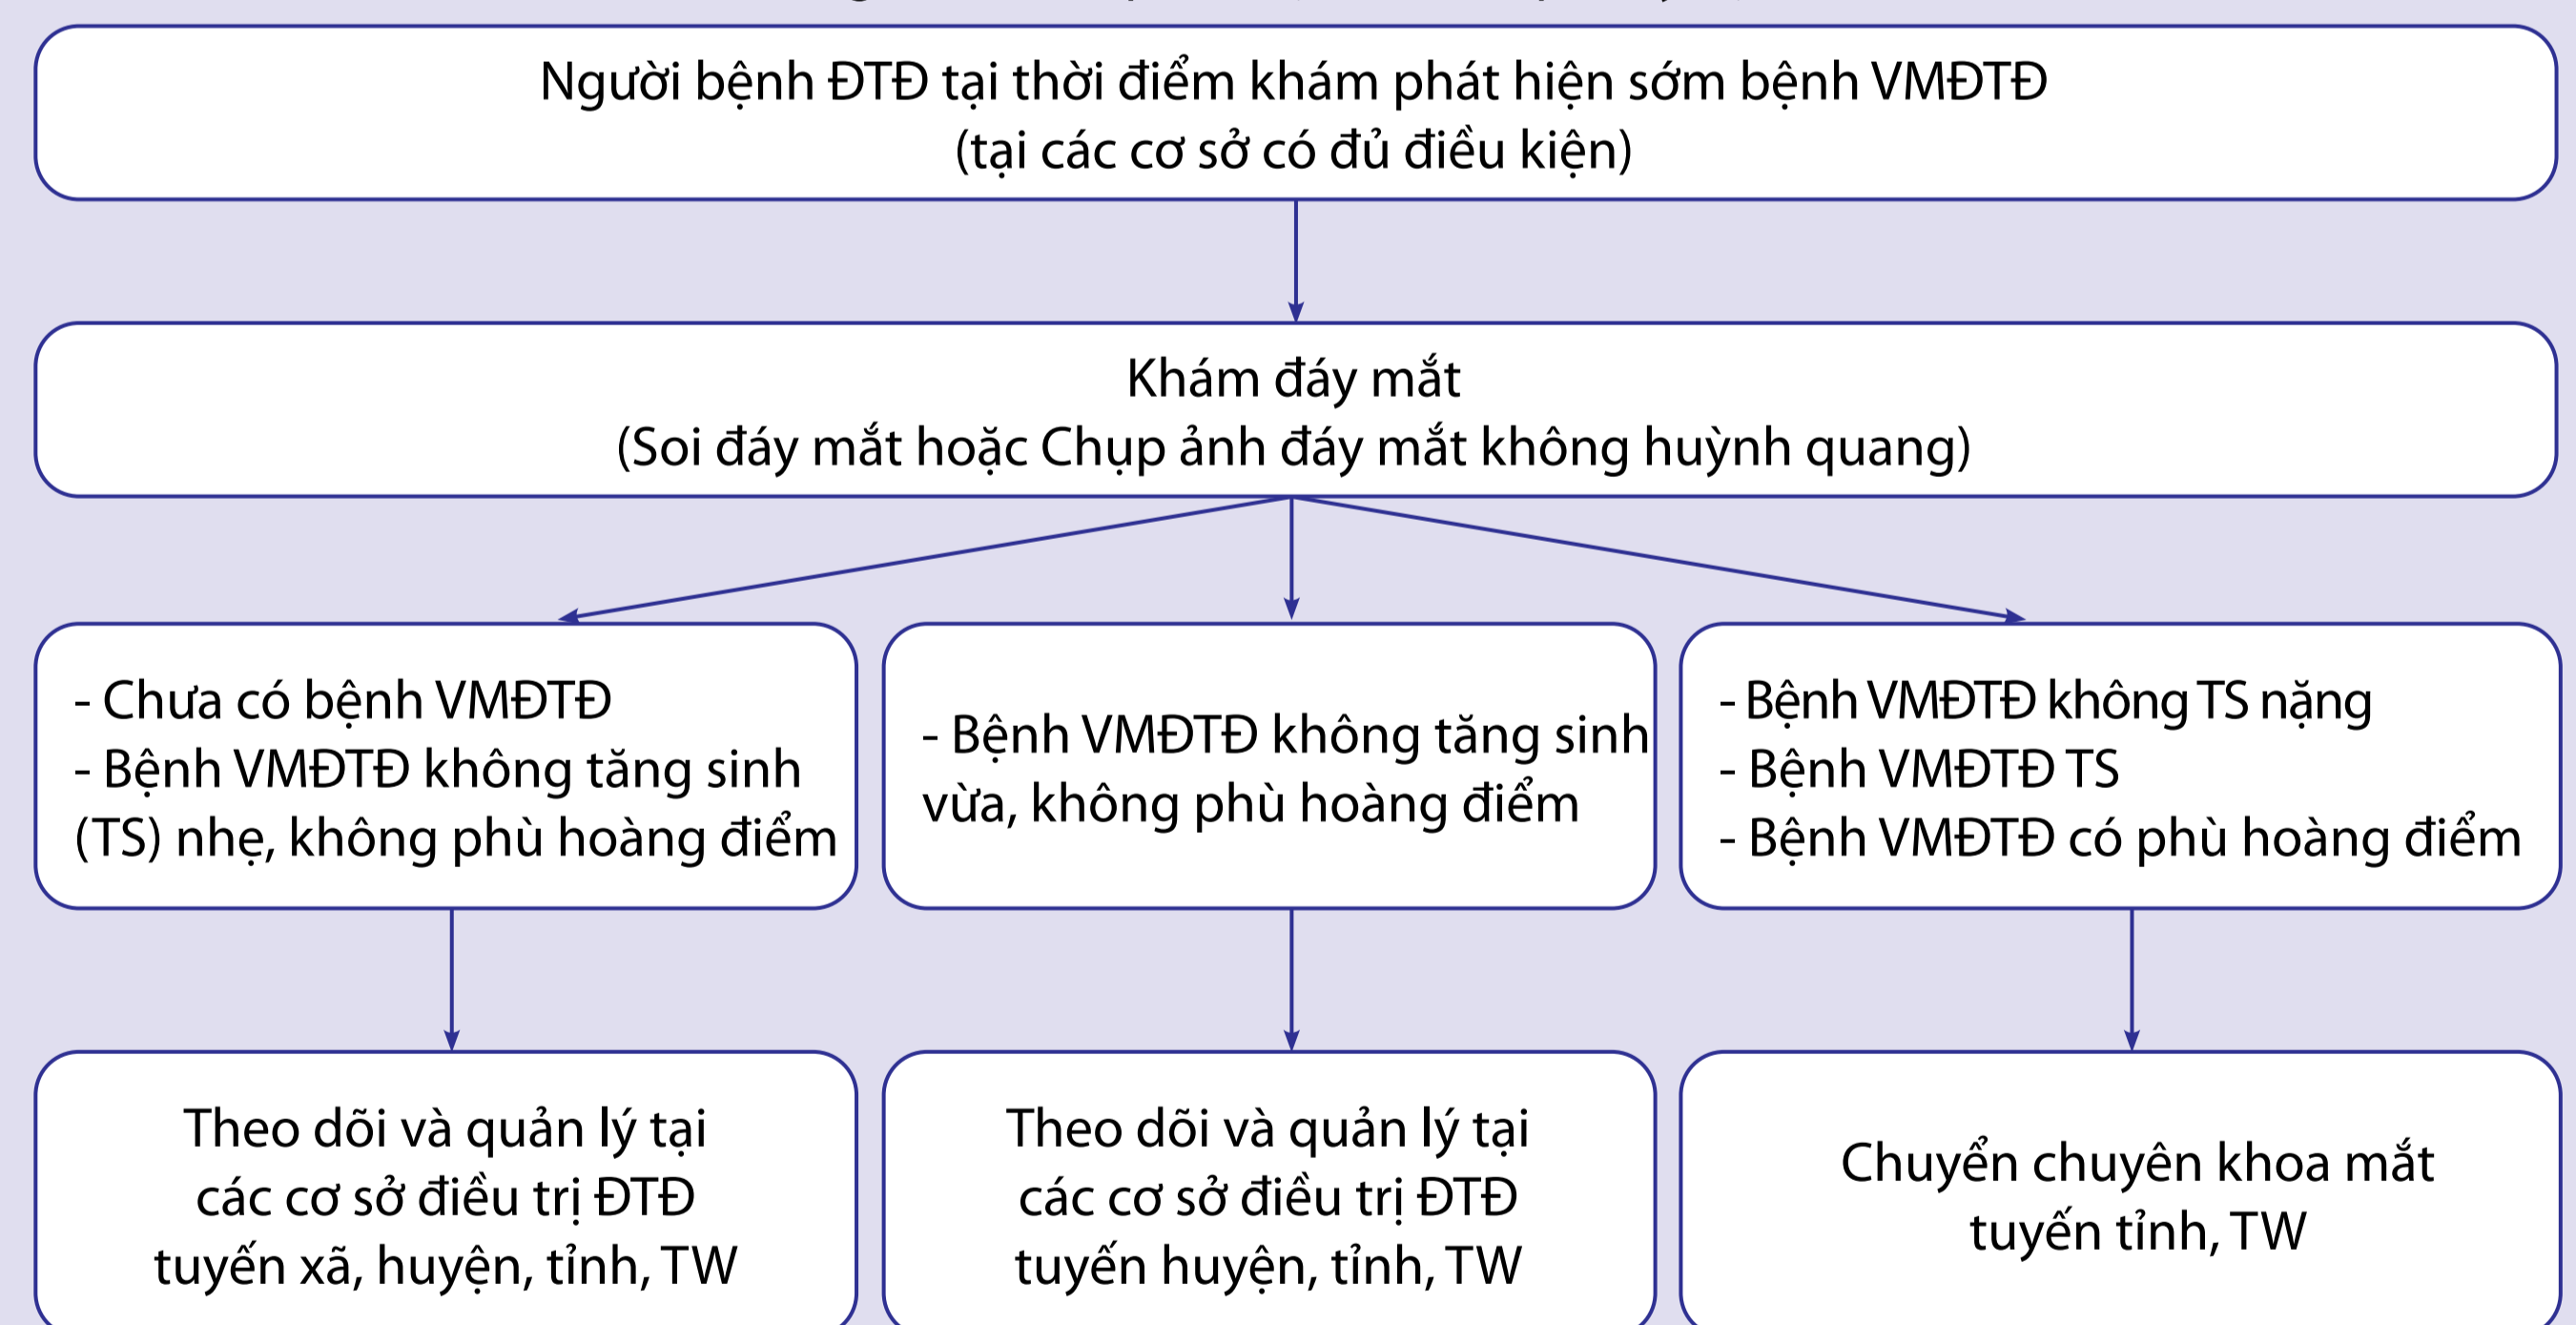 Người bệnh ĐTĐ tại thời điểm khám phát hiện sớm bệnh VMĐTĐ
(tại các cơ sở có đủ điều kiện)
Khám đáy mắt
(Soi đáy mắt hoặc Chụp ảnh đáy mắt không huỳnh quang)
- Chưa có bệnh VMĐTĐ
- Bệnh VMĐTĐ không tăng sinh
(TS) nhẹ, không phù hoàng điểm
- Bệnh VMĐTĐ không tăng sinh
vừa, không phù hoàng điểm
- Bệnh VMĐTĐ không TS nặng
- Bệnh VMĐTĐ TS
- Bệnh VMĐTĐ có phù hoàng điểm
Theo dõi và quản lý tại
các cơ sở điều trị ĐTĐ
tuyến xã, huyện, tỉnh, TW
Theo dõi và quản lý tại
các cơ sở điều trị ĐTĐ
tuyến huyện, tỉnh, TW
Chuyển chuyên khoa mắt
tuyến tỉnh, TW